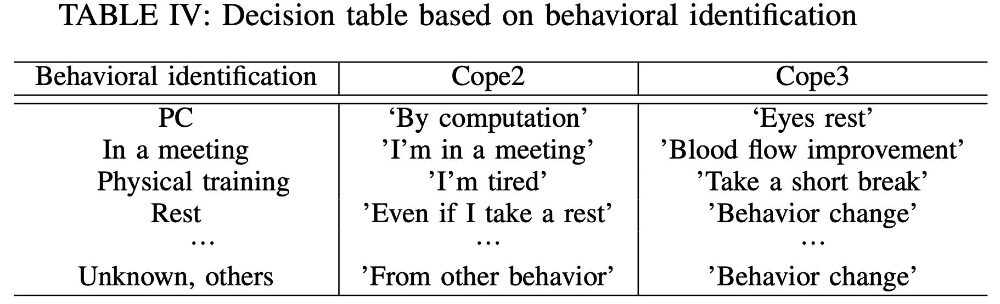 TABLE IV: Decision table based on behavioral identification
Behavioral identification Cope2 Cope3
PC ‘By computation’ ‘Eyes rest’
In a meeting ’I’m in a meeting’ ’Blood flow improvement’
Physical training ’I’m tired’ ’Take a short break’
Rest ’Even if I take a rest’ ’Behavior change’
⋯ ⋯ ⋯
Unknown, others ’From other behavior’ ’Behavior change’